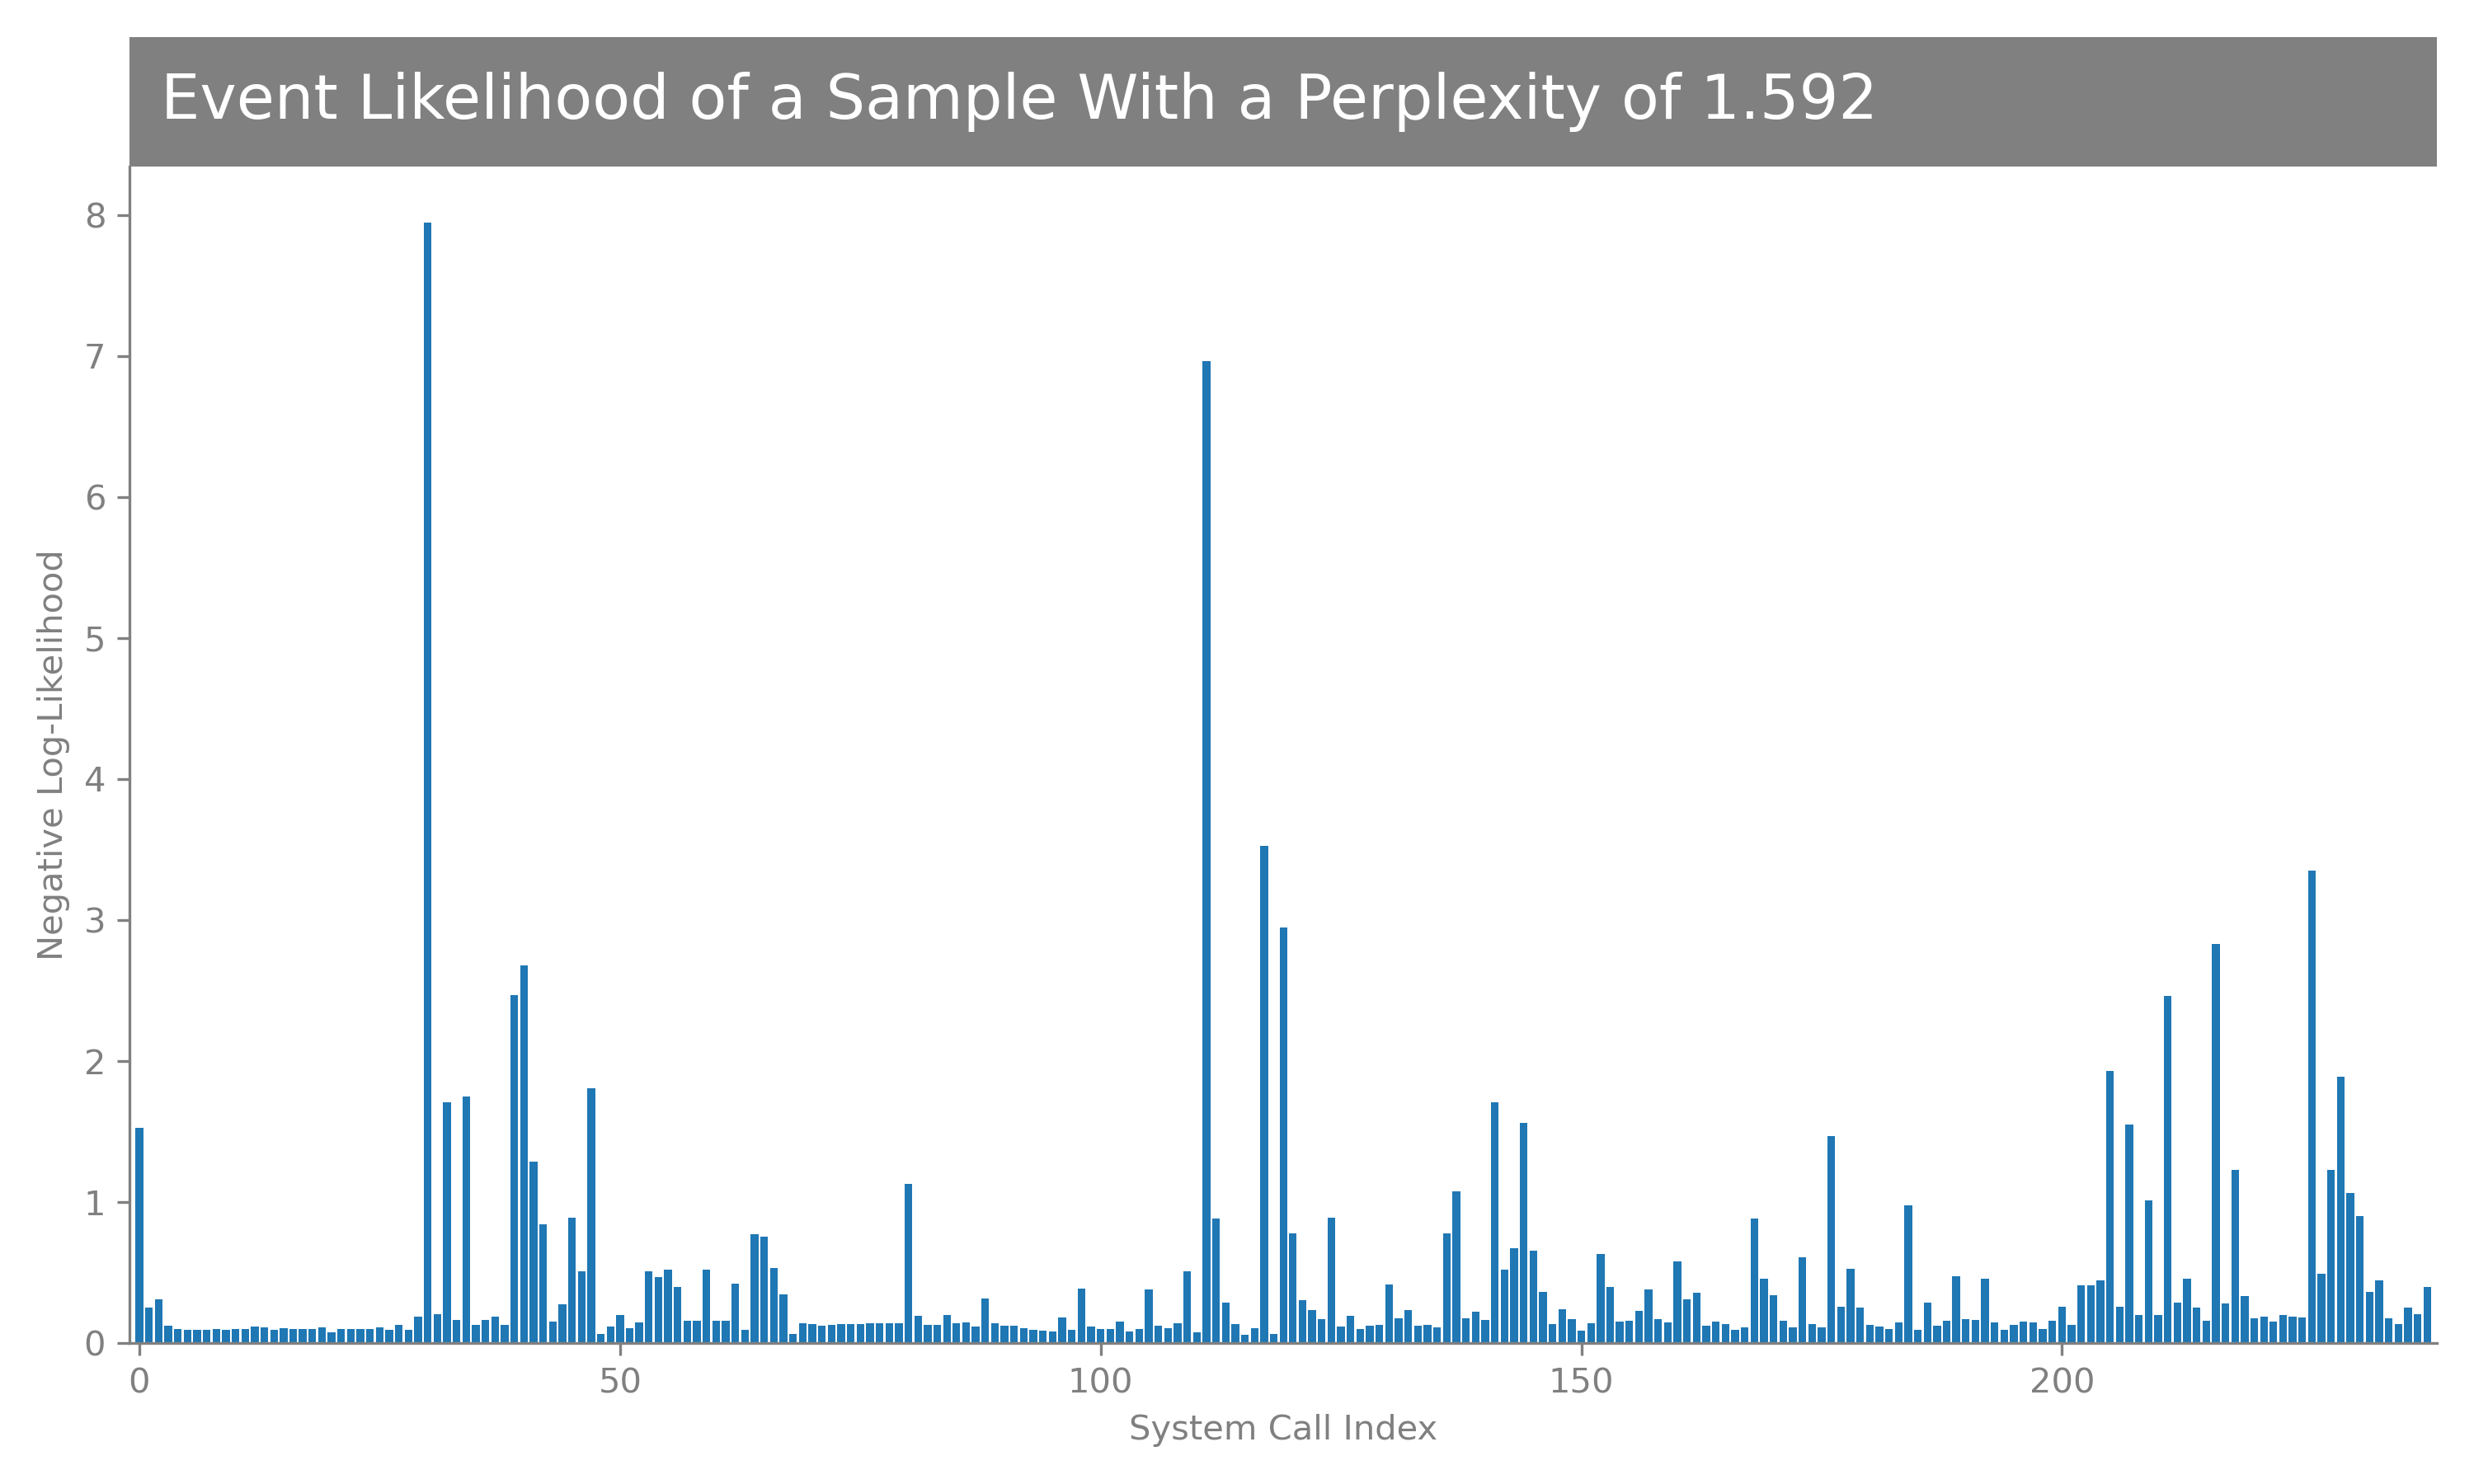 Event Likelihood of a Sample With a Perplexity of 1.592
Negative Log-Likelihood
8
7
6
5
4
3
2
1
0
0 50 100 150 200
System Call Index